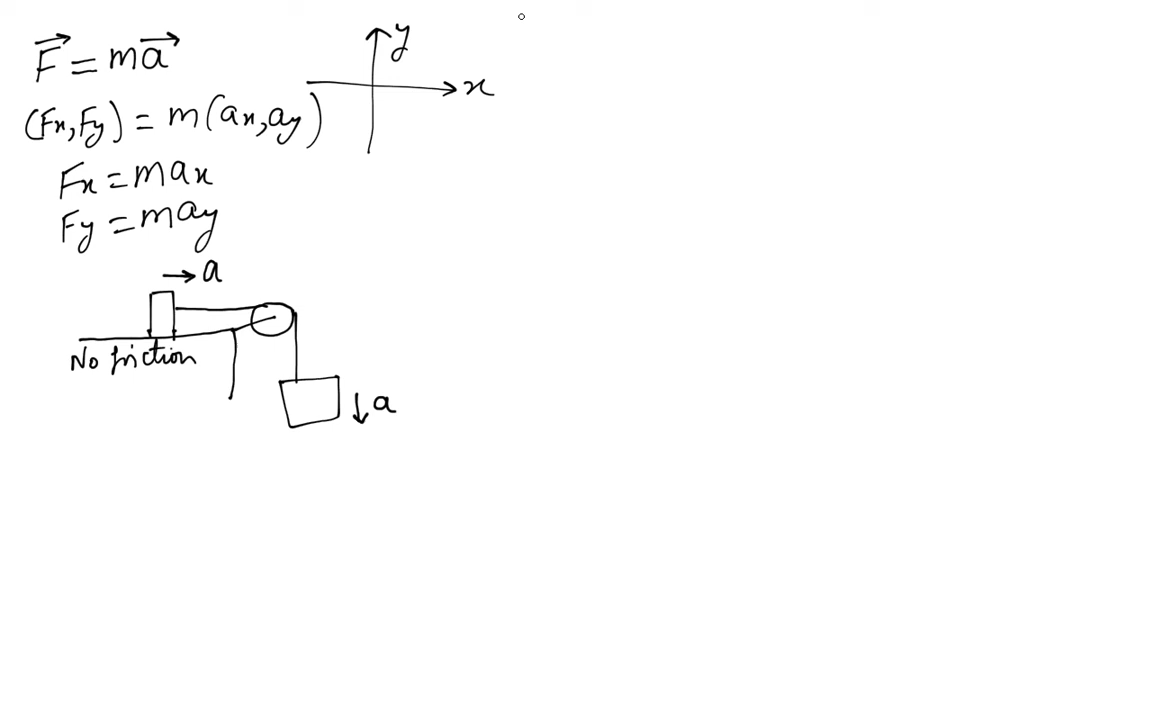 F⃗ = ma⃗
y
x
(Fx, Fy) = m(ax, ay)
Fx = max
Fy = may
→ a
No friction
↓ a